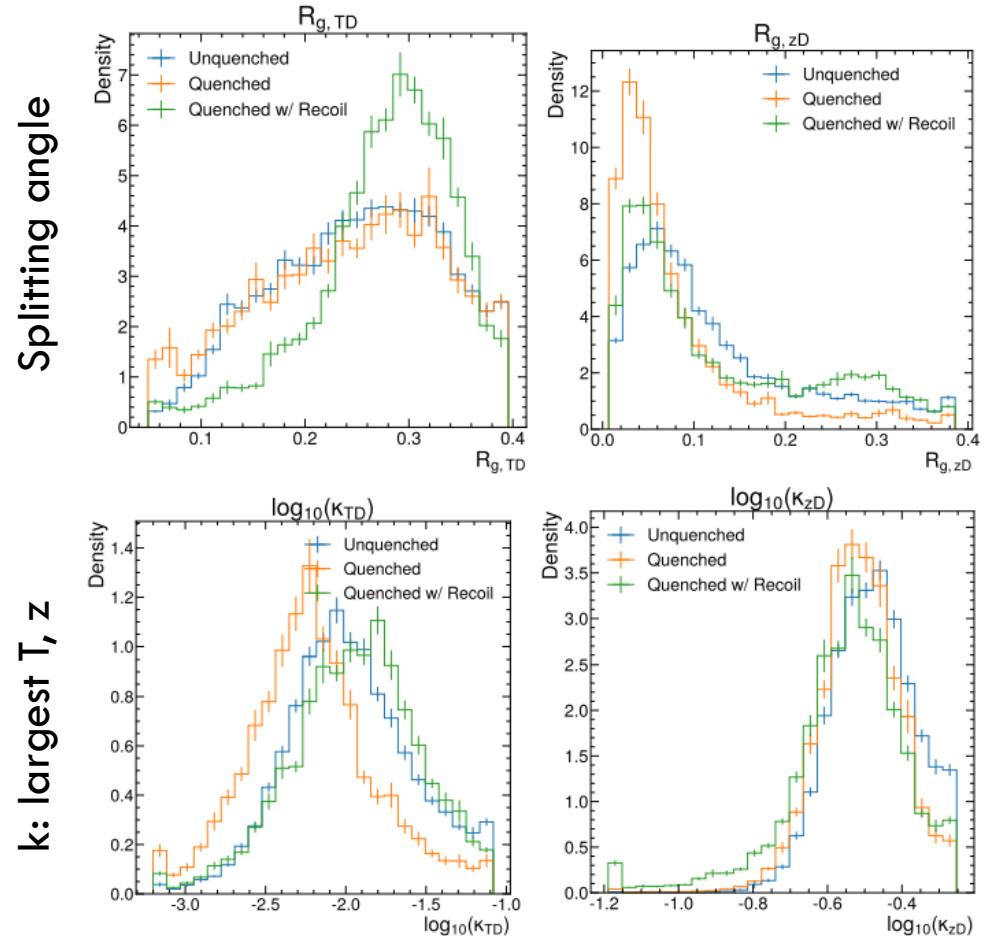 Splitting angle
R_g,TD
Density
Unquenched
Quenched
Quenched w/ Recoil
7
6
5
4
3
2
1
0
0.1 0.2 0.3 0.4
R_g,TD
R_g,zD
Density
Unquenched
Quenched
Quenched w/ Recoil
12
10
8
6
4
2
0
0.0 0.1 0.2 0.3 0.4
R_g,zD
k: largest T, z
log₁₀(κ_TD)
Density
Unquenched
Quenched
Quenched w/ Recoil
1.4
1.2
1.0
0.8
0.6
0.4
0.2
0.0
-3.0 -2.5 -2.0 -1.5 -1.0
log₁₀(κ_TD)
log₁₀(κ_zD)
Density
Unquenched
Quenched
Quenched w/ Recoil
4.0
3.5
3.0
2.5
2.0
1.5
1.0
0.5
0.0
-1.2 -1.0 -0.8 -0.6 -0.4
log₁₀(κ_zD)